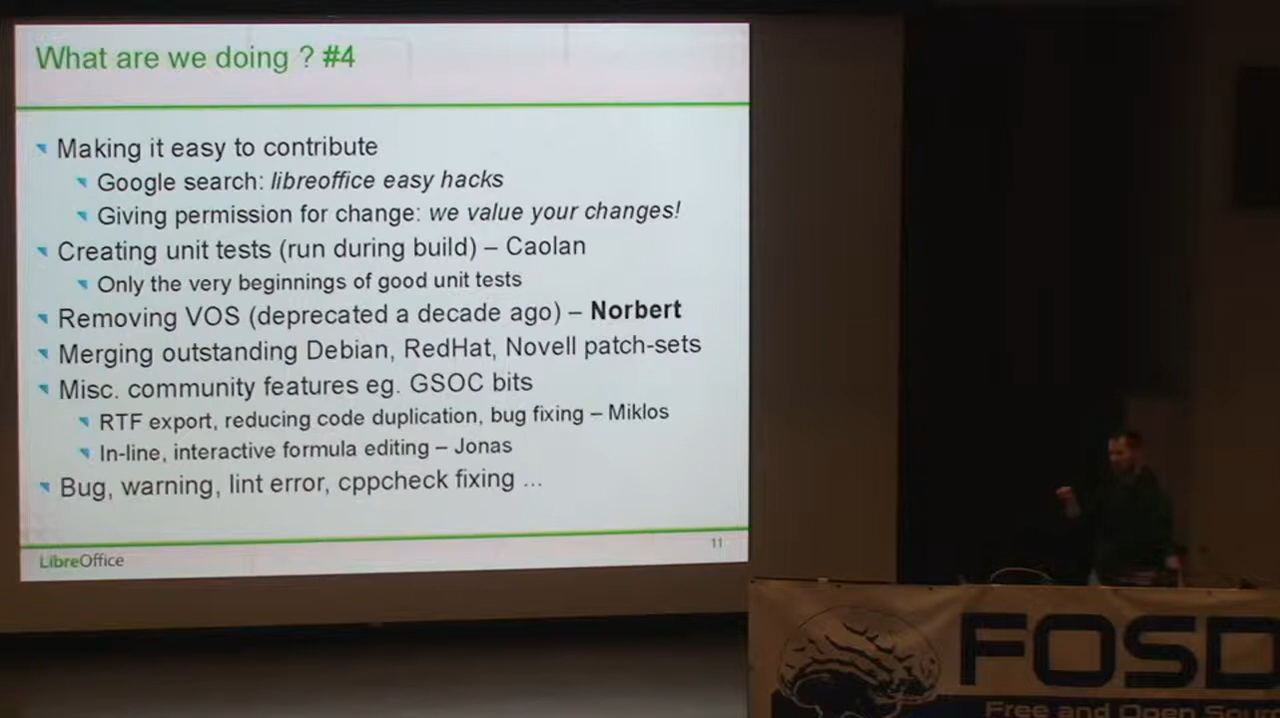 What are we doing ? #4
Making it easy to contribute
Google search: libreoffice easy hacks
Giving permission for change: we value your changes!
Creating unit tests (run during build) – Caolan
Only the very beginnings of good unit tests
Removing VOS (deprecated a decade ago) – Norbert
Merging outstanding Debian, RedHat, Novell patch-sets
Misc. community features eg. GSOC bits
RTF export, reducing code duplication, bug fixing – Miklos
In-line, interactive formula editing – Jonas
Bug, warning, lint error, cppcheck fixing ...
LibreOffice
11
FOSD
Free and Open Sour